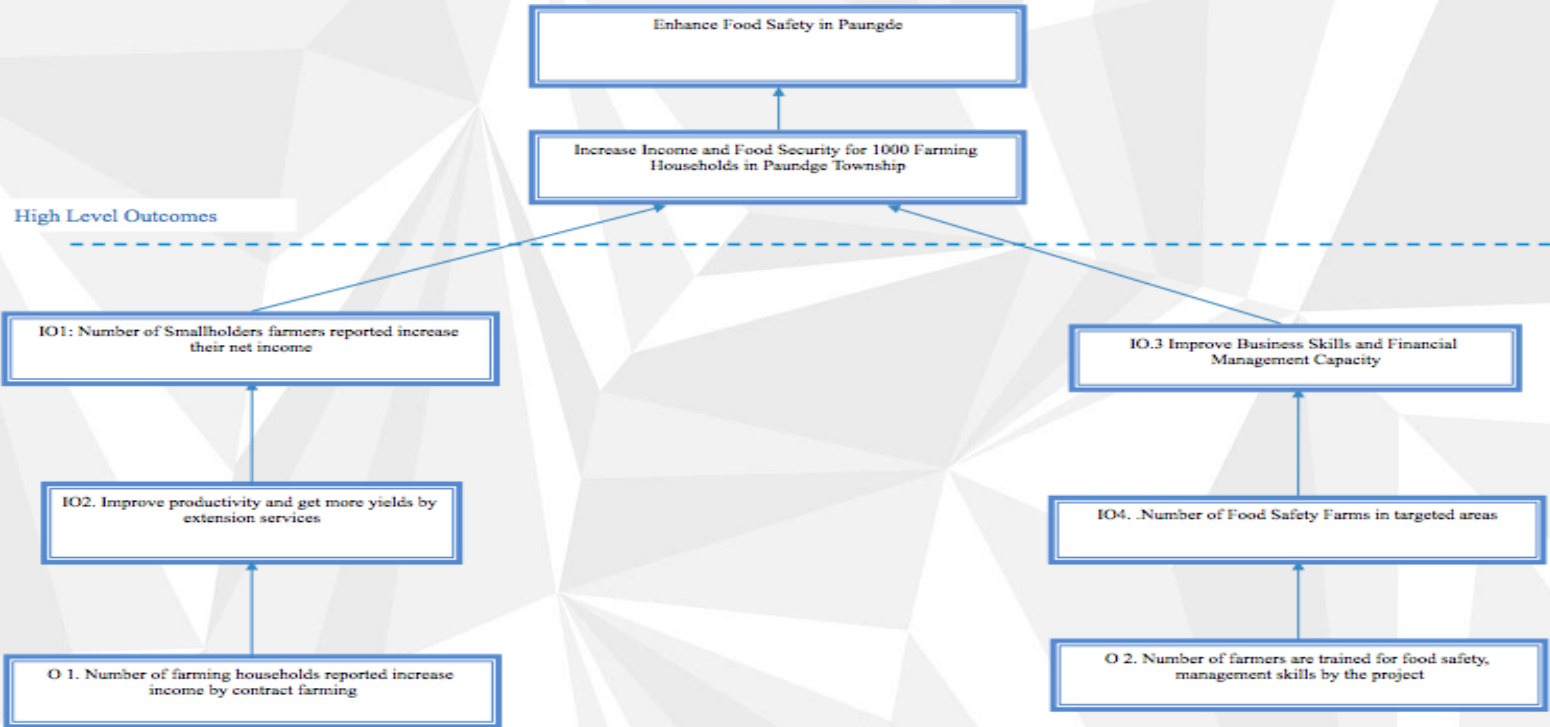 Enhance Food Safety in Paungde
Increase Income and Food Security for 1000 Farming
Households in Paundge Township
High Level Outcomes
IO1: Number of Smallholders farmers reported increase
their net income
IO.3 Improve Business Skills and Financial
Management Capacity
IO2. Improve productivity and get more yields by
extension services
IO4. .Number of Food Safety Farms in targeted areas
O 1. Number of farming households reported increase
income by contract farming
O 2. Number of farmers are trained for food safety,
management skills by the project